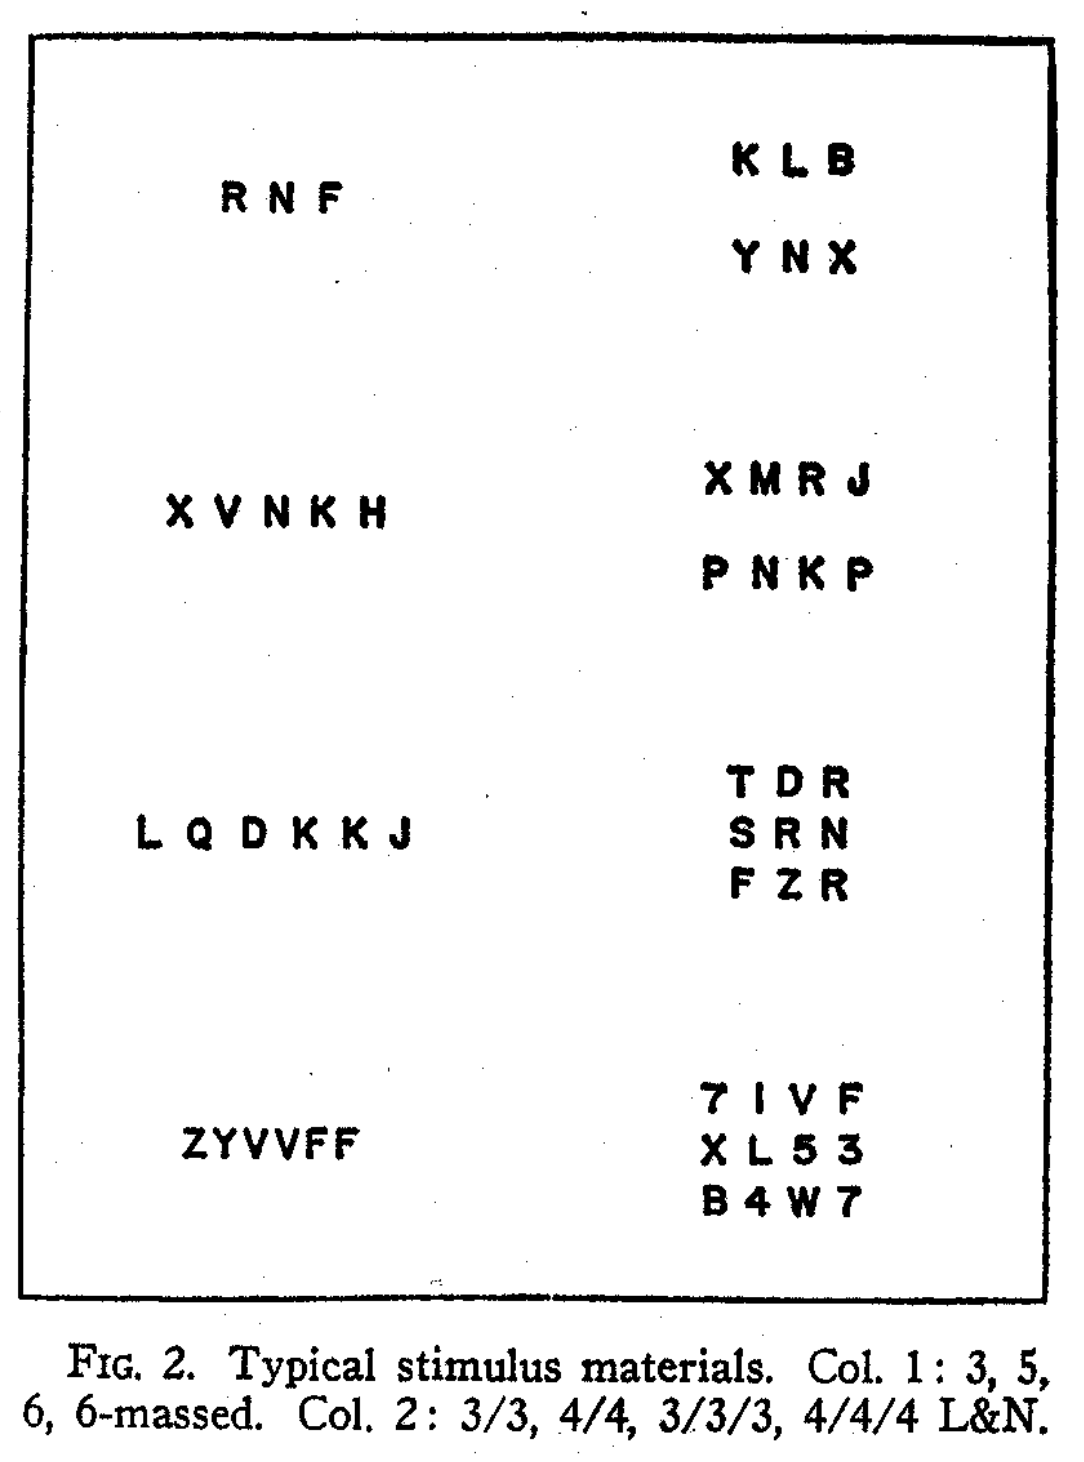 R N F
X V N K H
L Q D K K J
ZYVVFF
K L B
Y N X
X M R J
P N K P
T D R
S R N
F Z R
7 I V F
X L 5 3
B 4 W 7
FIG. 2. Typical stimulus materials. Col. 1: 3, 5,
6, 6-massed. Col. 2: 3/3, 4/4, 3/3/3, 4/4/4 L&N.